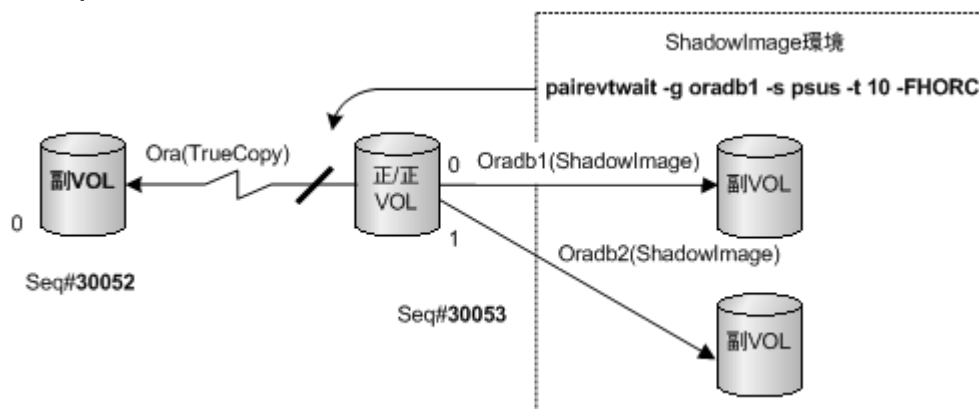 ShadowImage環境
pairevtwait -g oradb1 -s psus -t 10 -FHORC
Ora(TrueCopy)
副VOL
0
Seq#30052
正/正
VOL
0
1
Seq#30053
Oradb1(ShadowImage)
副VOL
Oradb2(ShadowImage)
副VOL